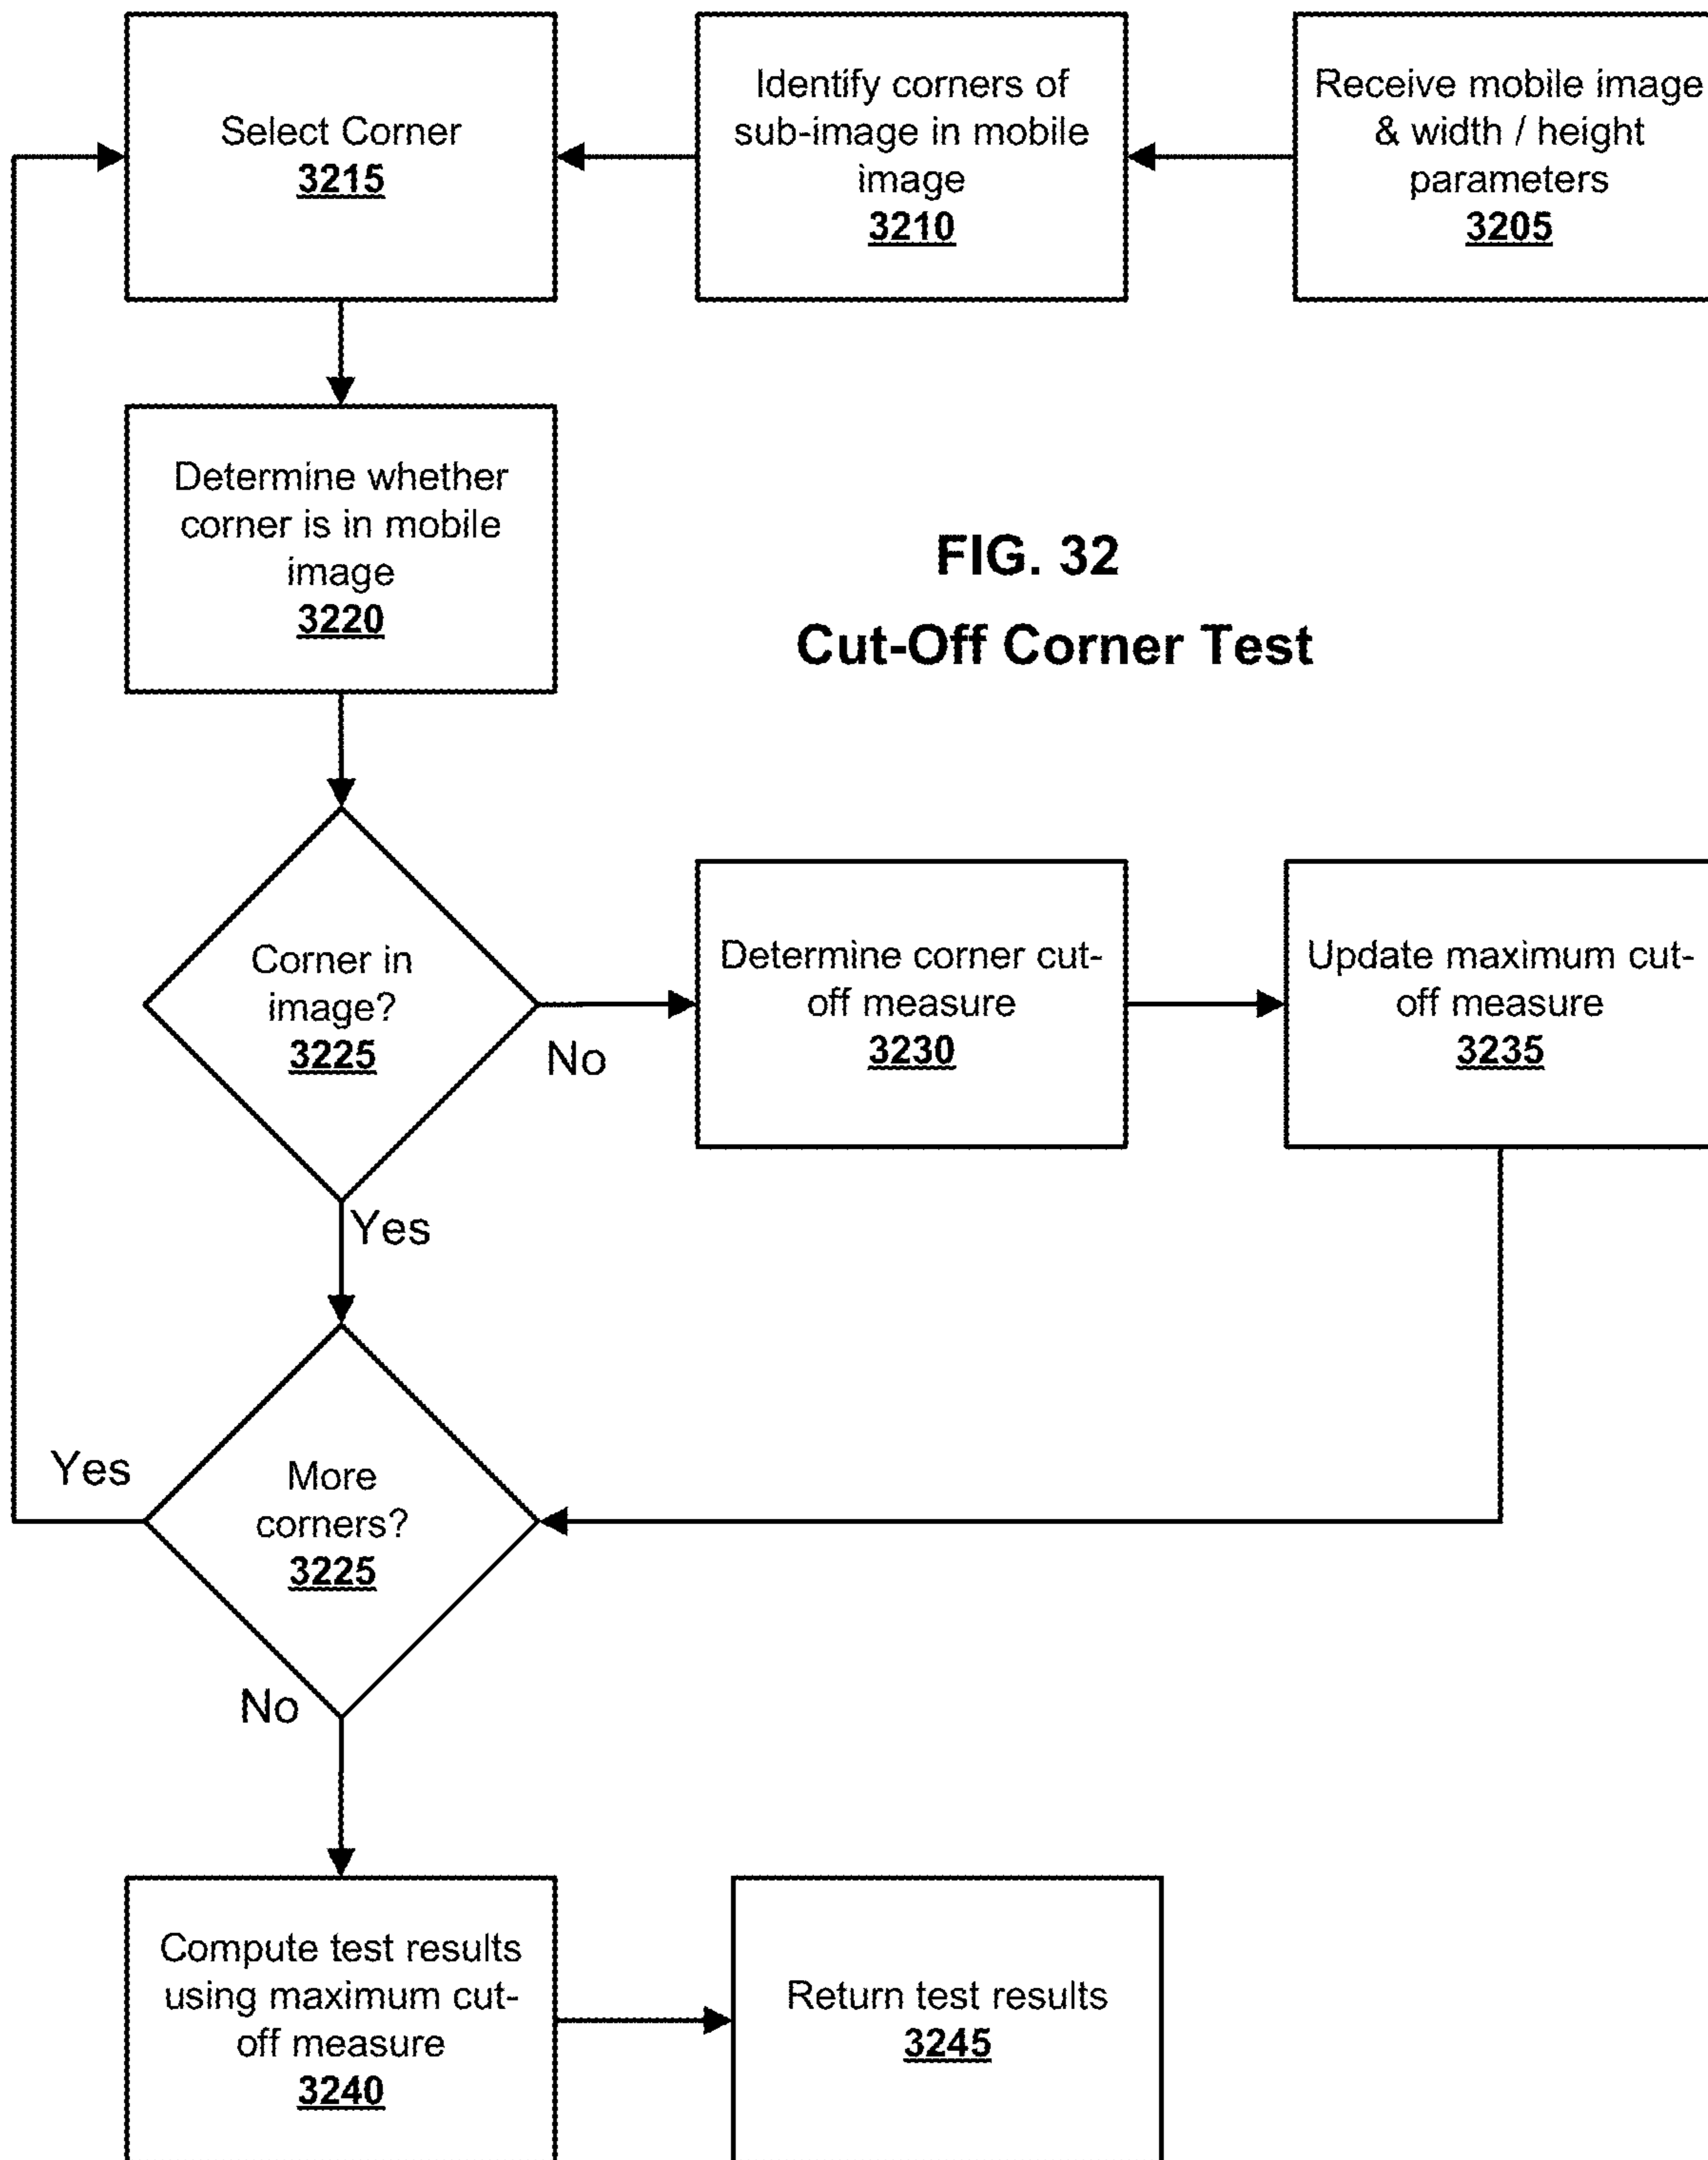 Receive mobile image
& width / height
parameters
3205
Identify corners of
sub-image in mobile
image
3210
Select Corner
3215
Determine whether
corner is in mobile
image
3220
FIG. 32
Cut-Off Corner Test
Corner in
image?
3225
No
Determine corner cut-
off measure
3230
Update maximum cut-
off measure
3235
Yes
More
corners?
3225
Yes
No
Compute test results
using maximum cut-
off measure
3240
Return test results
3245